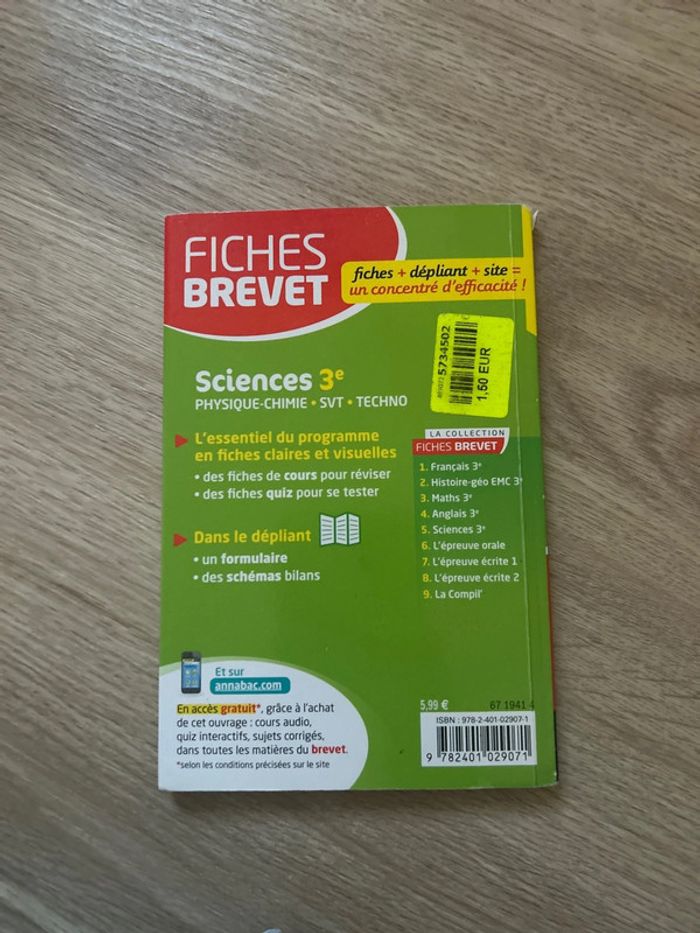 FICHES
BREVET
fiches + dépliant + site =
un concentré d'efficacité !
5734502
1,50 EUR
Sciences 3e
PHYSIQUE-CHIMIE • SVT • TECHNO
L'essentiel du programme
en fiches claires et visuelles
• des fiches de cours pour réviser
• des fiches quiz pour se tester
Dans le dépliant
• un formulaire
• des schémas bilans
LA COLLECTION
FICHES BREVET
1. Français 3e
2. Histoire-géo EMC 3e
3. Maths 3e
4. Anglais 3e
5. Sciences 3e
6. L'épreuve orale
7. L'épreuve écrite 1
8. L'épreuve écrite 2
9. La Compil'
Et sur
annabac.com
En accès gratuit*, grâce à l'achat
de cet ouvrage : cours audio,
quiz interactifs, sujets corrigés,
dans toutes les matières du brevet.
*selon les conditions précisées sur le site
5,99 €
67 1941 4
ISBN : 978-2-401-02907-1
9 782401 029071